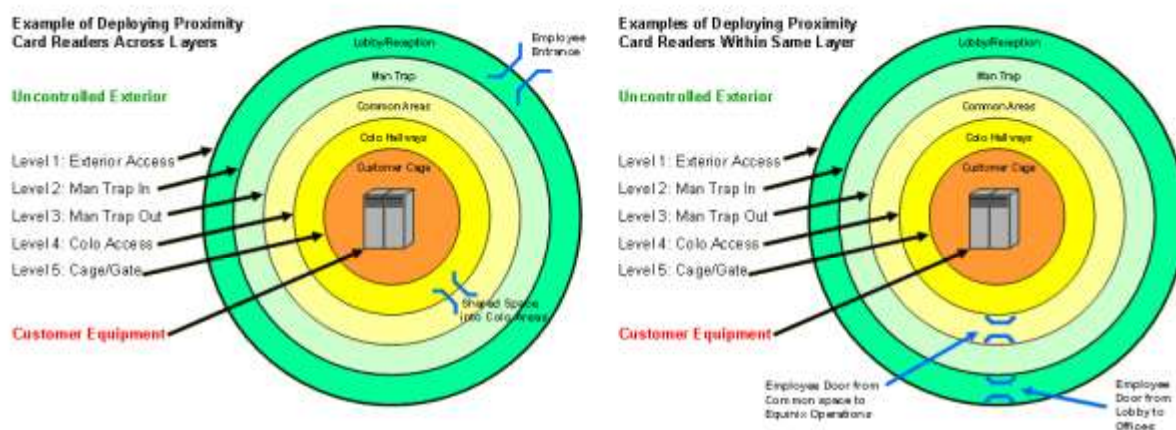 Example of Deploying Proximity
Card Readers Across Layers
Uncontrolled Exterior
Level 1: Exterior Access
Level 2: Man Trap In
Level 3: Man Trap Out
Level 4: Colo Access
Level 5: Cage/Gate
Customer Equipment
Lobby/Reception
Man Trap
Common Areas
Colo Hallways
Customer Cage
Employee
Entrance
Shaped Space
into Colo Areas
Examples of Deploying Proximity
Card Readers Within Same Layer
Uncontrolled Exterior
Level 1: Exterior Access
Level 2: Man Trap In
Level 3: Man Trap Out
Level 4: Colo Access
Level 5: Cage/Gate
Customer Equipment
Lobby/Reception
Man Trap
Common Areas
Colo Hallways
Customer Cage
Employee Door from
Common space to
Equinix Operations
Employee
Door from
Lobby to
Offices